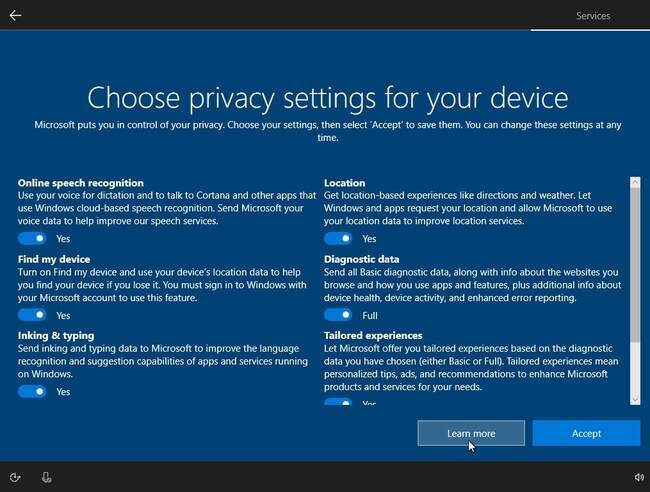 Services
Choose privacy settings for your device
Microsoft puts you in control of your privacy. Choose your settings, then select 'Accept' to save them. You can change these settings at any
time.
Online speech recognition
Use your voice for dictation and to talk to Cortana and other apps that
use Windows cloud-based speech recognition. Send Microsoft your
voice data to help improve our speech services.
Yes
Find my device
Turn on Find my device and use your device's location data to help
you find your device if you lose it. You must sign in to Windows with
your Microsoft account to use this feature.
Yes
Inking & typing
Send inking and typing data to Microsoft to improve the language
recognition and suggestion capabilities of apps and services running
on Windows.
Yes
Location
Get location-based experiences like directions and weather. Let
Windows and apps request your location and allow Microsoft to use
your location data to improve location services.
Yes
Diagnostic data
Send all Basic diagnostic data, along with info about the websites you
browse and how you use apps and features, plus additional info about
device health, device activity, and enhanced error reporting.
Full
Tailored experiences
Let Microsoft offer you tailored experiences based on the diagnostic
data you have chosen (either Basic or Full). Tailored experiences mean
personalized tips, ads, and recommendations to enhance Microsoft
products and services for your needs.
Yes
Learn more
Accept